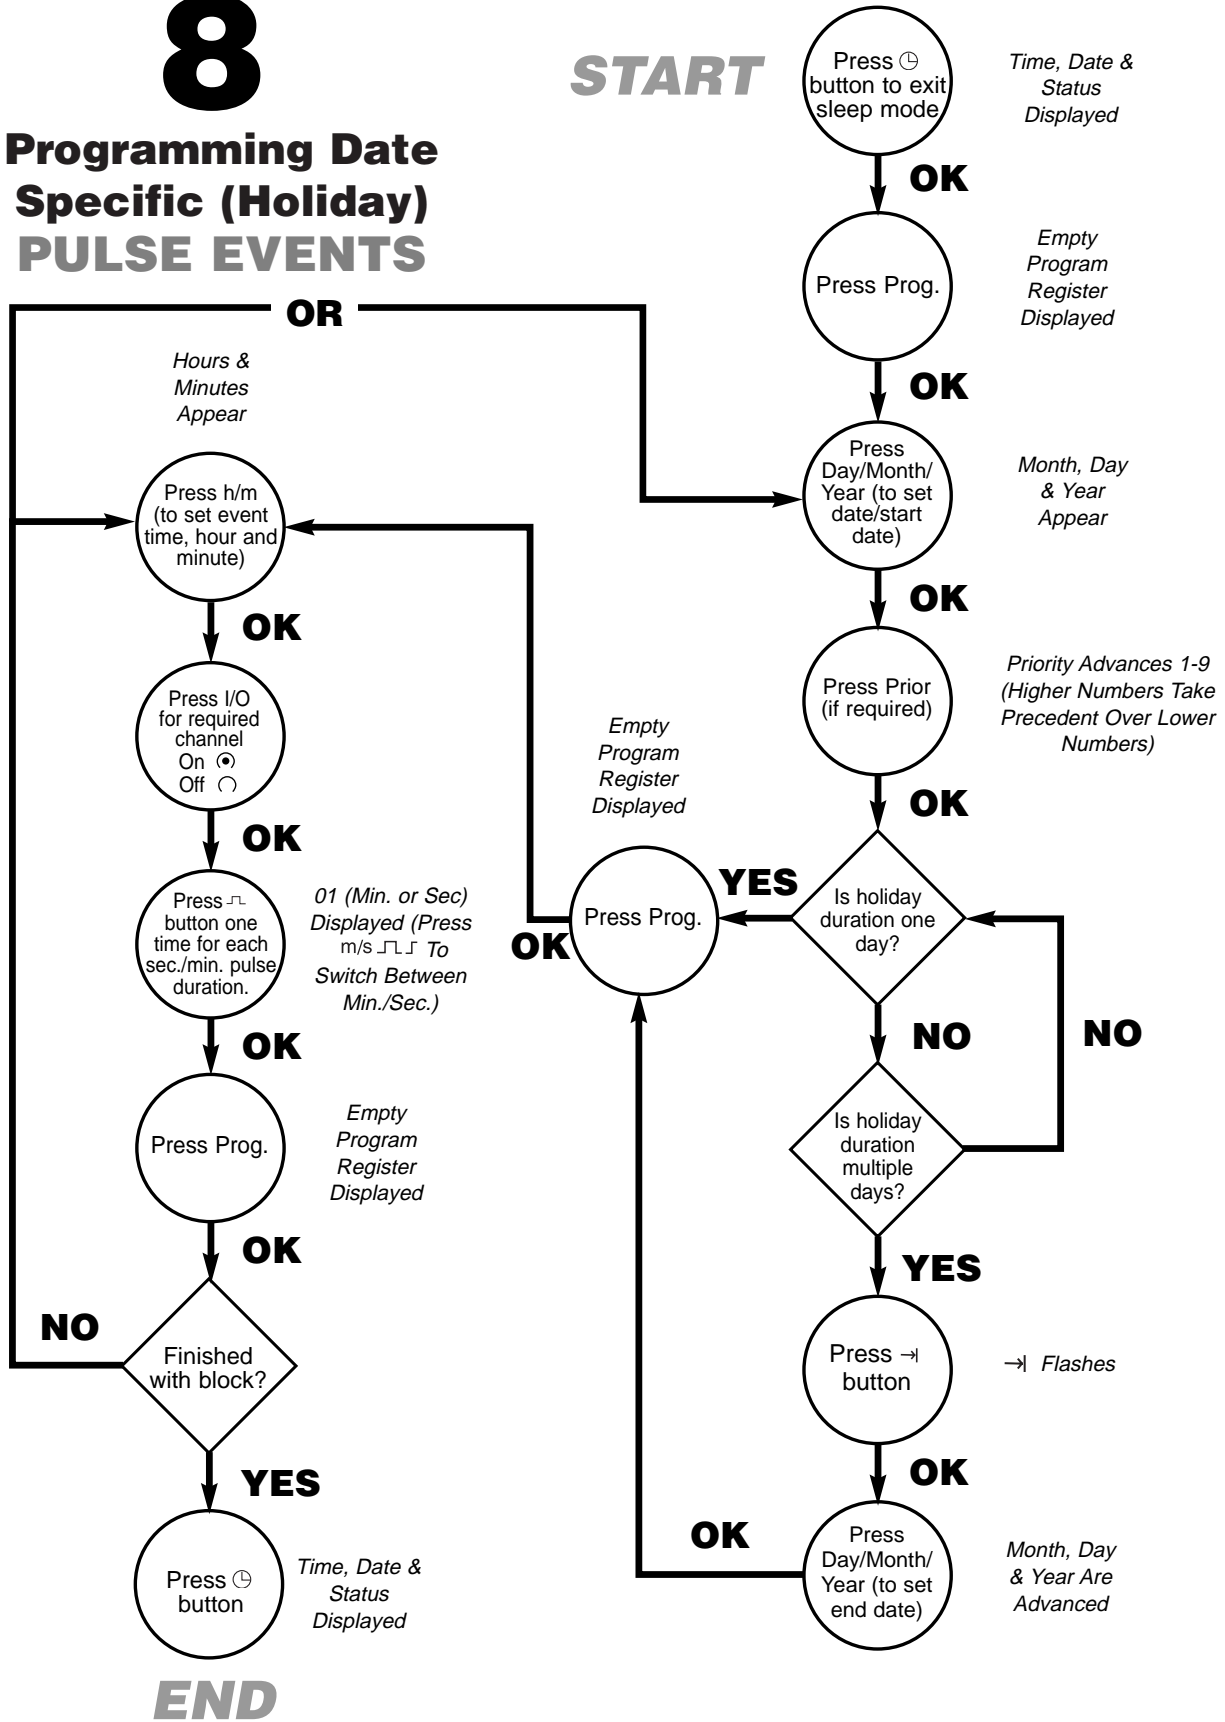 8
Programming Date
Specific (Holiday)
PULSE EVENTS
START
Press
button to exit
sleep mode
Time, Date &
Status
Displayed
OK
Press Prog.
Empty
Program
Register
Displayed
OK
Press
Day/Month/
Year (to set
date/start
date)
Month, Day
& Year
Appear
OK
Press Prior
(if required)
Priority Advances 1-9
(Higher Numbers Take
Precedent Over Lower
Numbers)
OK
Is holiday
duration one
day?
YES
NO
Is holiday
duration
multiple
days?
NO
YES
Press →|
button
→| Flashes
OK
Press
Day/Month/
Year (to set
end date)
Month, Day
& Year Are
Advanced
OK
Press Prog.
Empty
Program
Register
Displayed
OK
OR
Hours &
Minutes
Appear
Press h/m
(to set event
time, hour and
minute)
OK
Press I/O
for required
channel
On
Off
OK
Press
button one
time for each
sec./min. pulse
duration.
01 (Min. or Sec)
Displayed (Press
m/s To
Switch Between
Min./Sec.)
OK
Press Prog.
Empty
Program
Register
Displayed
OK
Finished
with block?
NO
YES
Press
button
Time, Date &
Status
Displayed
END